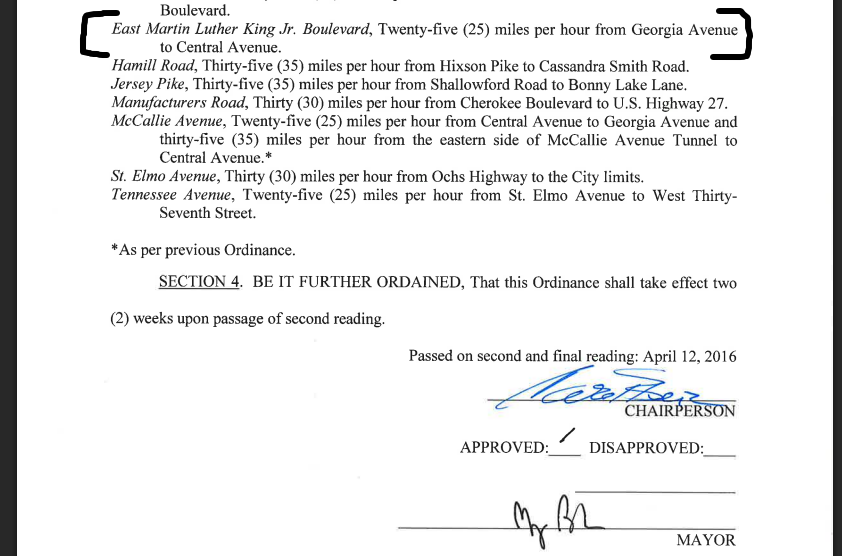 Boulevard.
East Martin Luther King Jr. Boulevard, Twenty-five (25) miles per hour from Georgia Avenue
to Central Avenue.
Hamill Road, Thirty-five (35) miles per hour from Hixson Pike to Cassandra Smith Road.
Jersey Pike, Thirty-five (35) miles per hour from Shallowford Road to Bonny Lake Lane.
Manufacturers Road, Thirty (30) miles per hour from Cherokee Boulevard to U.S. Highway 27.
McCallie Avenue, Twenty-five (25) miles per hour from Central Avenue to Georgia Avenue and
thirty-five (35) miles per hour from the eastern side of McCallie Avenue Tunnel to
Central Avenue.*
St. Elmo Avenue, Thirty (30) miles per hour from Ochs Highway to the City limits.
Tennessee Avenue, Twenty-five (25) miles per hour from St. Elmo Avenue to West Thirty-
Seventh Street.
*As per previous Ordinance.
SECTION 4. BE IT FURTHER ORDAINED, That this Ordinance shall take effect two
(2) weeks upon passage of second reading.
Passed on second and final reading: April 12, 2016
CHAIRPERSON
APPROVED: DISAPPROVED:
MAYOR